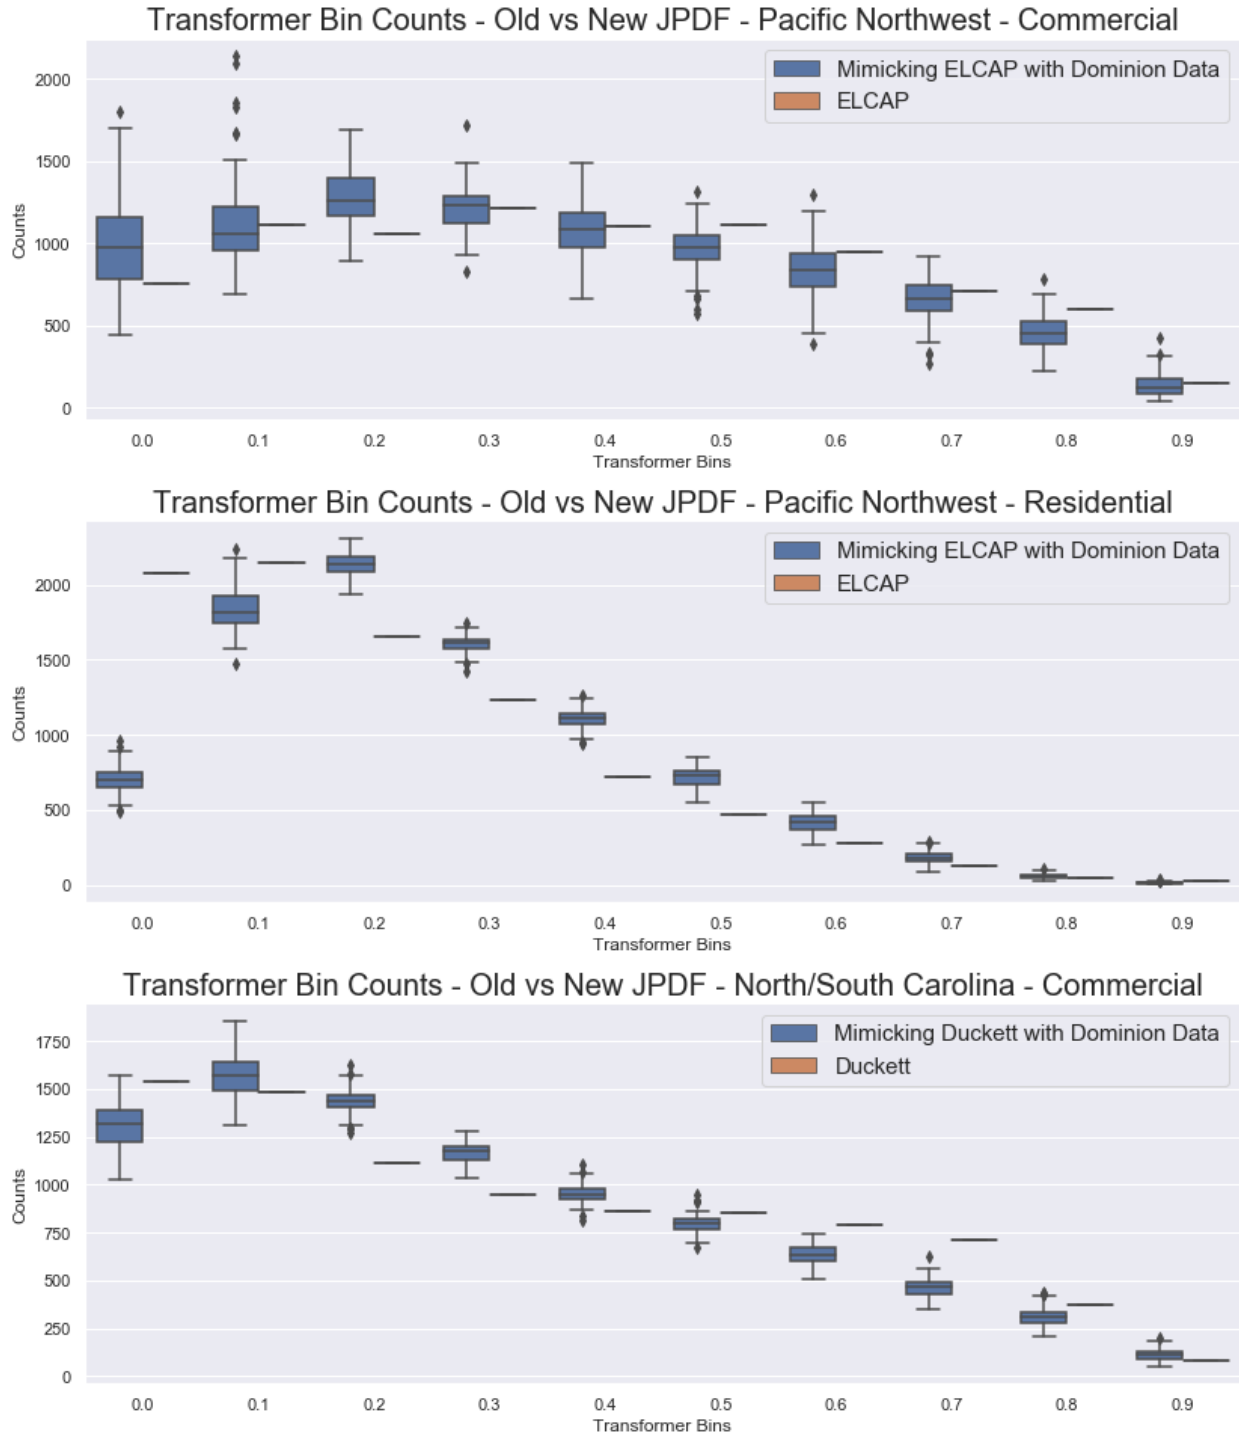 Transformer Bin Counts - Old vs New JPDF - Pacific Northwest - Commercial
Mimicking ELCAP with Dominion Data
ELCAP
2000
1500
1000
500
0
Counts
0.0 0.1 0.2 0.3 0.4 0.5 0.6 0.7 0.8 0.9
Transformer Bins
Transformer Bin Counts - Old vs New JPDF - Pacific Northwest - Residential
Mimicking ELCAP with Dominion Data
ELCAP
2000
1500
1000
500
0
Counts
0.0 0.1 0.2 0.3 0.4 0.5 0.6 0.7 0.8 0.9
Transformer Bins
Transformer Bin Counts - Old vs New JPDF - North/South Carolina - Commercial
Mimicking Duckett with Dominion Data
Duckett
1750
1500
1250
1000
750
500
250
0
Counts
0.0 0.1 0.2 0.3 0.4 0.5 0.6 0.7 0.8 0.9
Transformer Bins